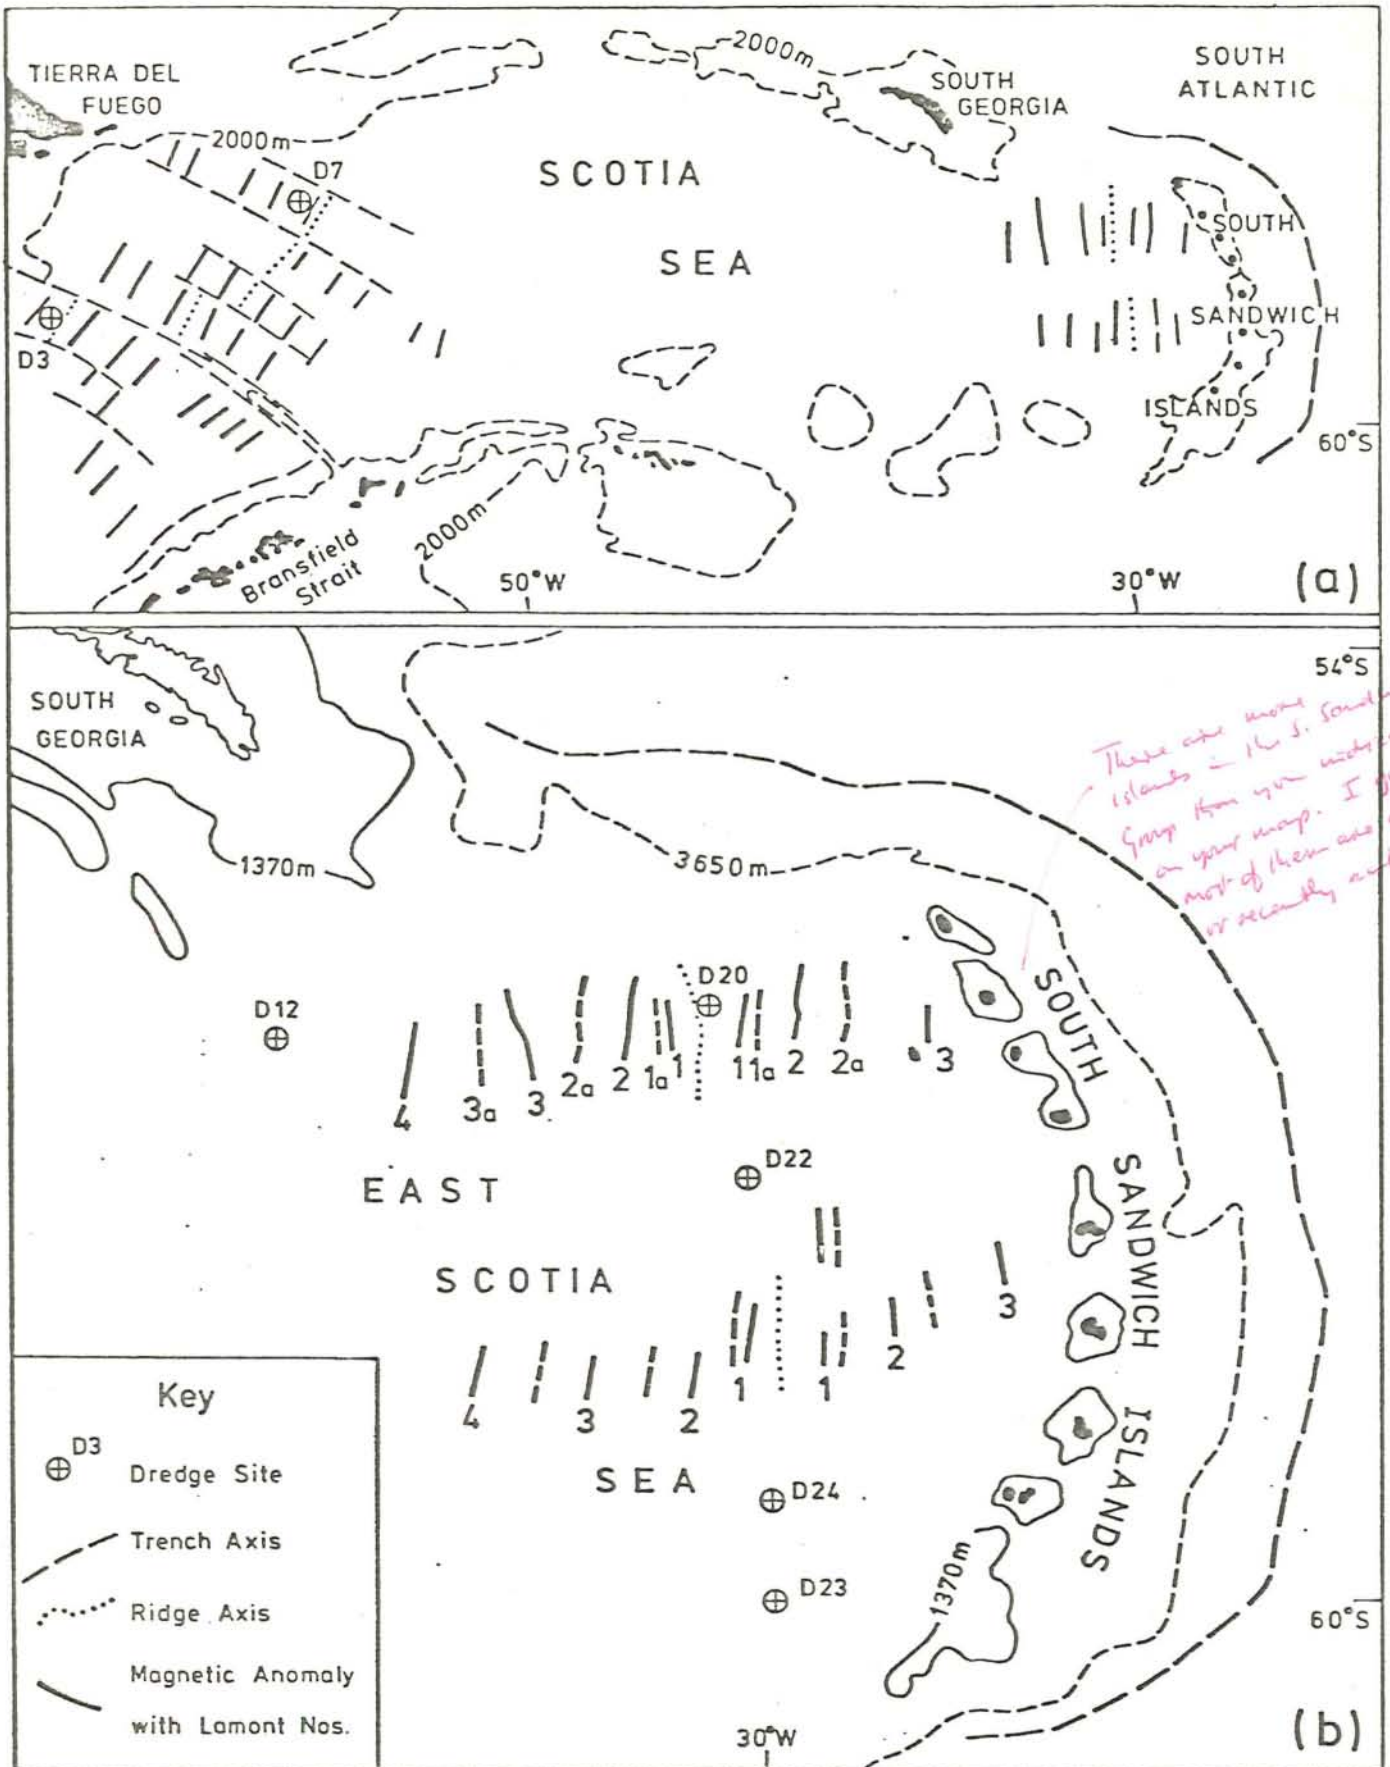 TIERRA DEL
FUEGO
2000m
SOUTH
GEORGIA
SOUTH
ATLANTIC
2000m
D7
SCOTIA
SEA
SOUTH
SANDWICH
ISLANDS
D3
60°S
2000m
Bransfield
Strait
50°W
30°W
(a)
54°S
SOUTH
GEORGIA
There are more
islands in the S.
Group than you
on your map. I
most of them are
or recently
1370m
3650m
D12
D20
SOUTH
4 3a 3 2a 2 1a 1 1 1a 2 2a 3
D22
EAST
SANDWICH
SCOTIA
3
2
1 1
4 3 2
ISLANDS
SEA
D24
D23
1370m
60°S
30°W
(b)
Key
D3
Dredge Site
Trench Axis
Ridge Axis
Magnetic Anomaly
with Lamont Nos.